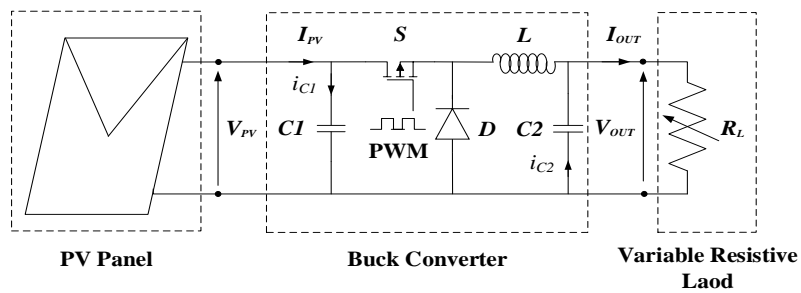 I_PV S L I_OUT
i_C1
V_PV C1 D C2 V_OUT R_L
PWM
i_C2
PV Panel Buck Converter Variable Resistive
Laod